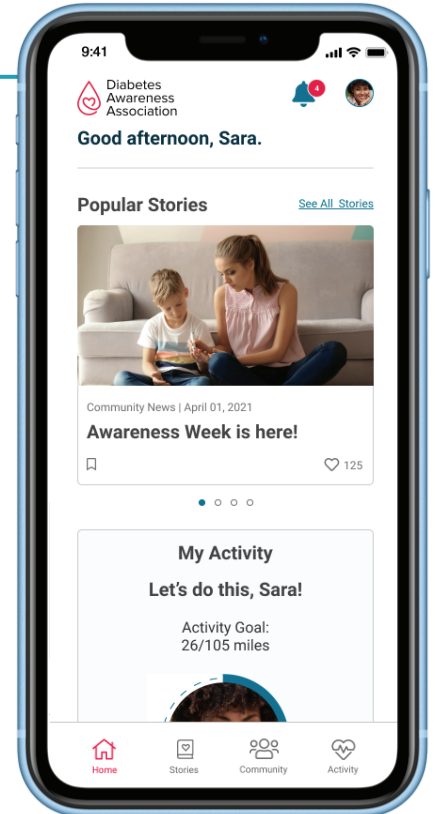 9:41
Diabetes
Awareness
Association
4
Good afternoon, Sara.
Popular Stories
See All Stories
Community News | April 01, 2021
Awareness Week is here!
125
My Activity
Let's do this, Sara!
Activity Goal:
26/105 miles
Home
Stories
Community
Activity